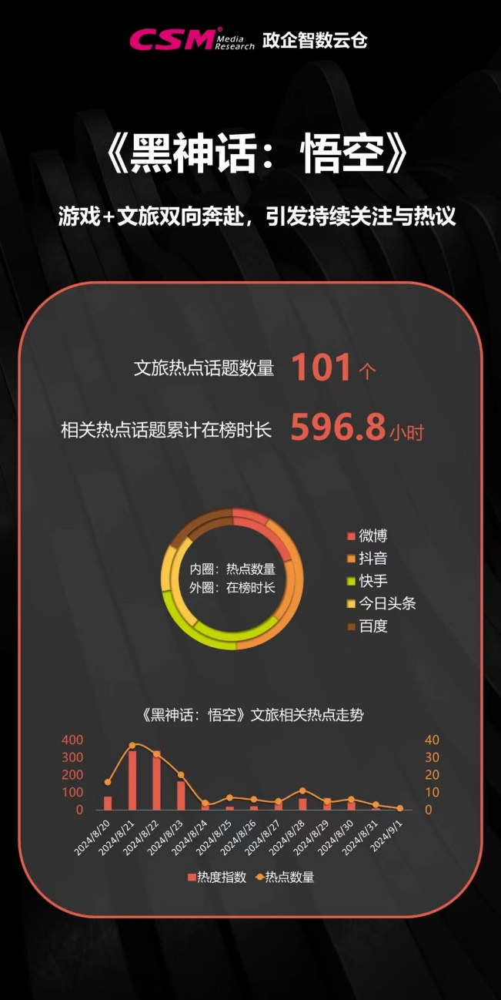 CSM Media Research 政企智数云仓
《黑神话：悟空》
游戏+文旅双向奔赴，引发持续关注与热议
文旅热点话题数量 101 个
相关热点话题累计在榜时长 596.8 小时
内圈：热点数量
外圈：在榜时长
微博
抖音
快手
今日头条
百度
《黑神话：悟空》文旅相关热点走势
400 40
300 30
200 20
100 10
0 0
2024/8/20 2024/8/21 2024/8/22 2024/8/23 2024/8/24 2024/8/25 2024/8/26 2024/8/27 2024/8/28 2024/8/29 2024/8/30 2024/8/31 2024/9/1
热度指数 热点数量